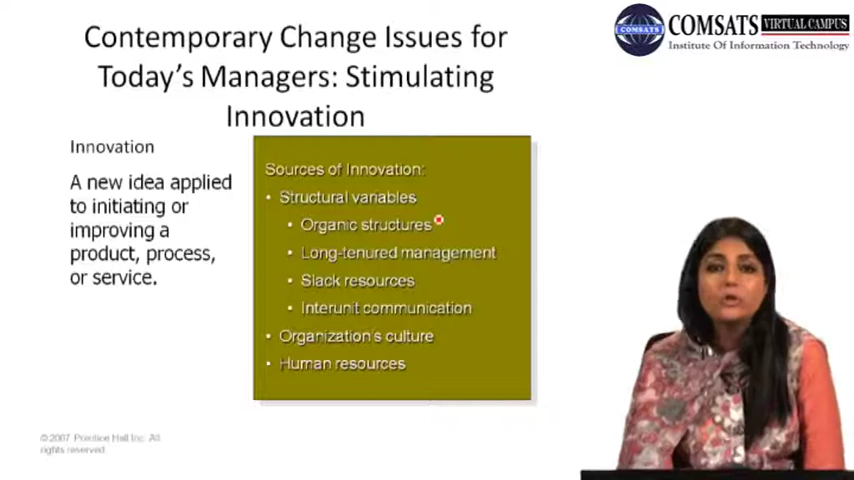 Contemporary Change Issues for
Today's Managers: Stimulating
Innovation
COMSATS
COMSATS VIRTUAL CAMPUS
Institute Of Information Technology
Innovation
A new idea applied
to initiating or
improving a
product, process,
or service.
Sources of Innovation:
• Structural variables
• Organic structures
• Long-tenured management
• Slack resources
• Interunit communication
• Organization's culture
• Human resources
©2007 Prentice Hall Inc. All
rights reserved